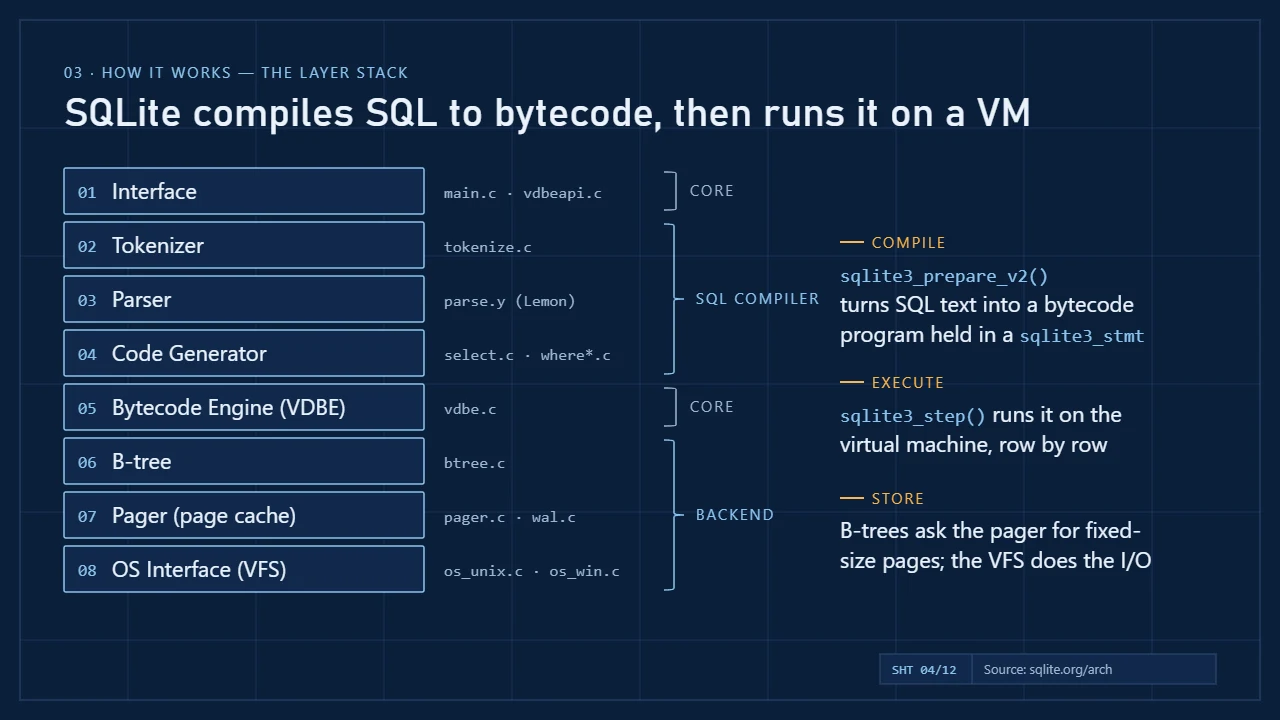 03 · HOW IT WORKS — THE LAYER STACK
SQLite compiles SQL to bytecode, then runs it on a VM
01 Interface main.c · vdbeapi.c CORE
02 Tokenizer tokenize.c
03 Parser parse.y (Lemon) SQL COMPILER
04 Code Generator select.c · where*.c
05 Bytecode Engine (VDBE) vdbe.c CORE
06 B-tree btree.c
07 Pager (page cache) pager.c · wal.c BACKEND
08 OS Interface (VFS) os_unix.c · os_win.c
COMPILE
sqlite3_prepare_v2()
turns SQL text into a bytecode
program held in a sqlite3_stmt
EXECUTE
sqlite3_step() runs it on the
virtual machine, row by row
STORE
B-trees ask the pager for fixed-
size pages; the VFS does the I/O
SHT 04/12 Source: sqlite.org/arch